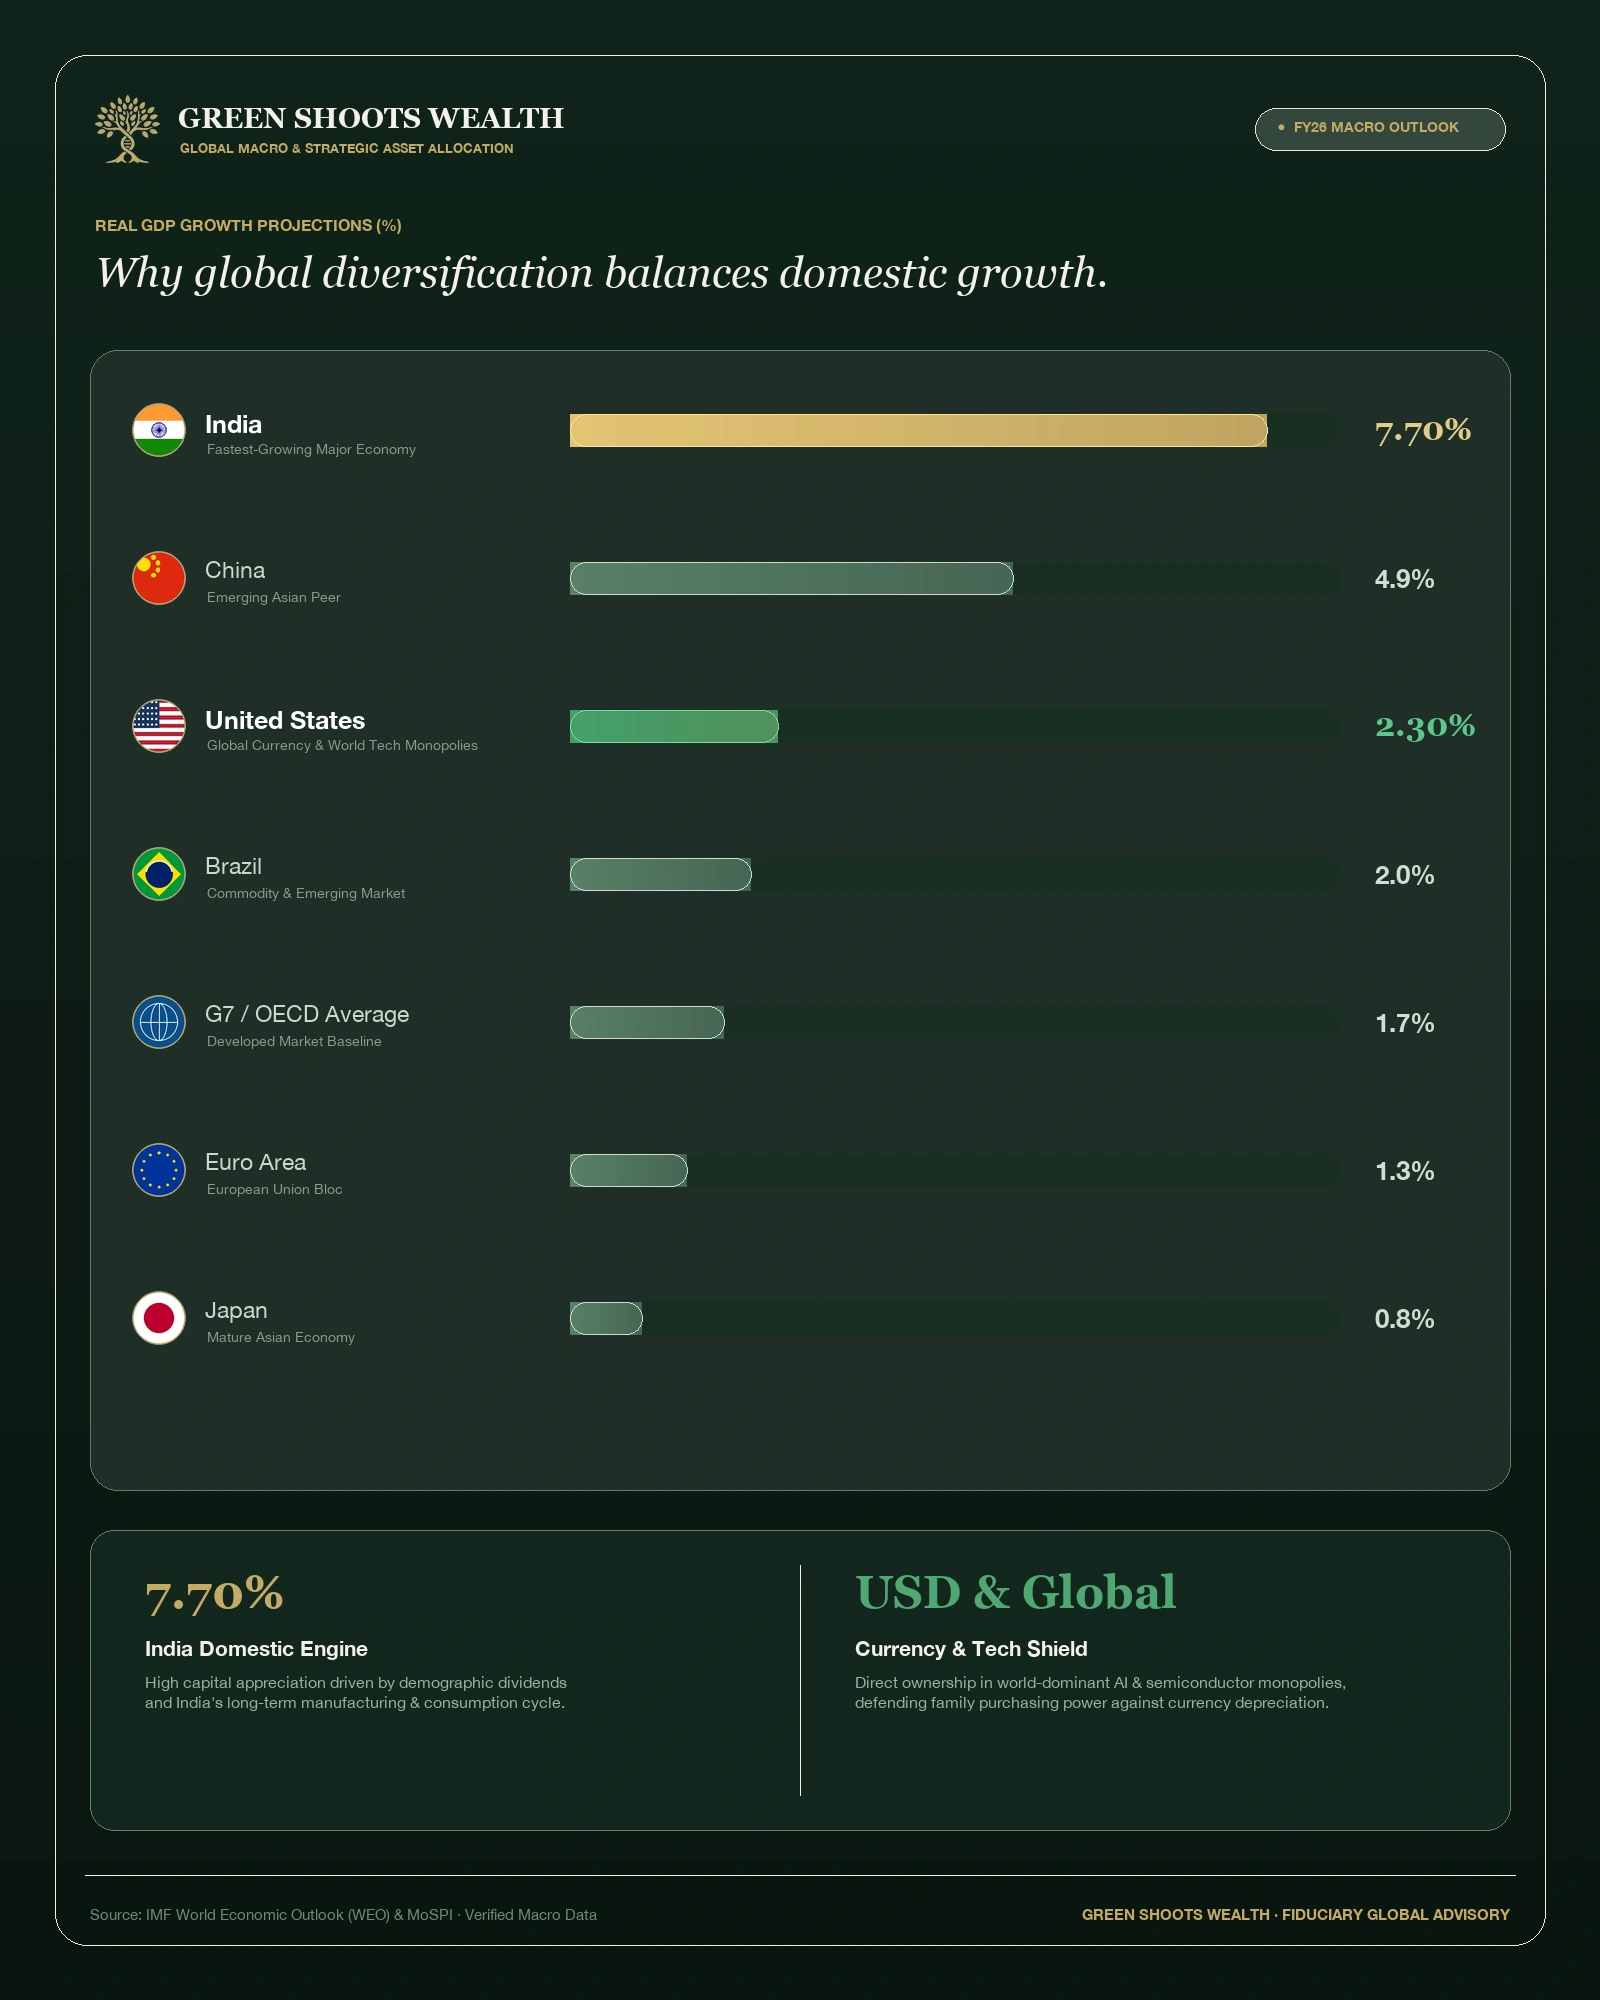 GREEN SHOOTS WEALTH
GLOBAL MACRO & STRATEGIC ASSET ALLOCATION
• FY26 MACRO OUTLOOK
REAL GDP GROWTH PROJECTIONS (%)
Why global diversification balances domestic growth.
India
7.70%
Fastest-Growing Major Economy
China
4.9%
Emerging Asian Peer
United States
2.30%
Global Currency & World Tech Monopolies
Brazil
2.0%
Commodity & Emerging Market
G7 / OECD Average
1.7%
Developed Market Baseline
Euro Area
1.3%
European Union Bloc
Japan
0.8%
Mature Asian Economy
7.70%
India Domestic Engine
High capital appreciation driven by demographic dividends
and India's long-term manufacturing & consumption cycle.
USD & Global
Currency & Tech Shield
Direct ownership in world-dominant AI & semiconductor monopolies,
defending family purchasing power against currency depreciation.
Source: IMF World Economic Outlook (WEO) & MoSPI · Verified Macro Data
GREEN SHOOTS WEALTH · FIDUCIARY GLOBAL ADVISORY